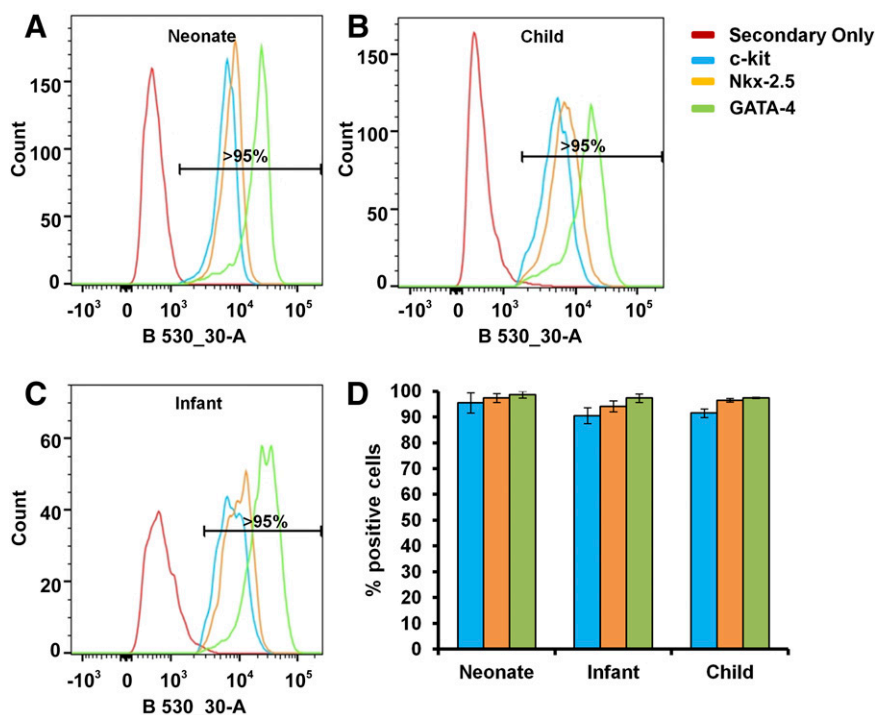 A
Neonate
150
100
50
0
Count
>95%
-10³ 0 10³ 10⁴ 10⁵
B 530_30-A
B
Child
150
100
50
0
Count
>95%
-10³ 0 10³ 10⁴ 10⁵
B 530_30-A
Secondary Only
c-kit
Nkx-2.5
GATA-4
C
Infant
60
40
20
0
Count
>95%
-10³ 0 10³ 10⁴ 10⁵
B 530_30-A
D
100
90
80
70
60
50
40
30
20
10
0
% positive cells
Neonate Infant Child